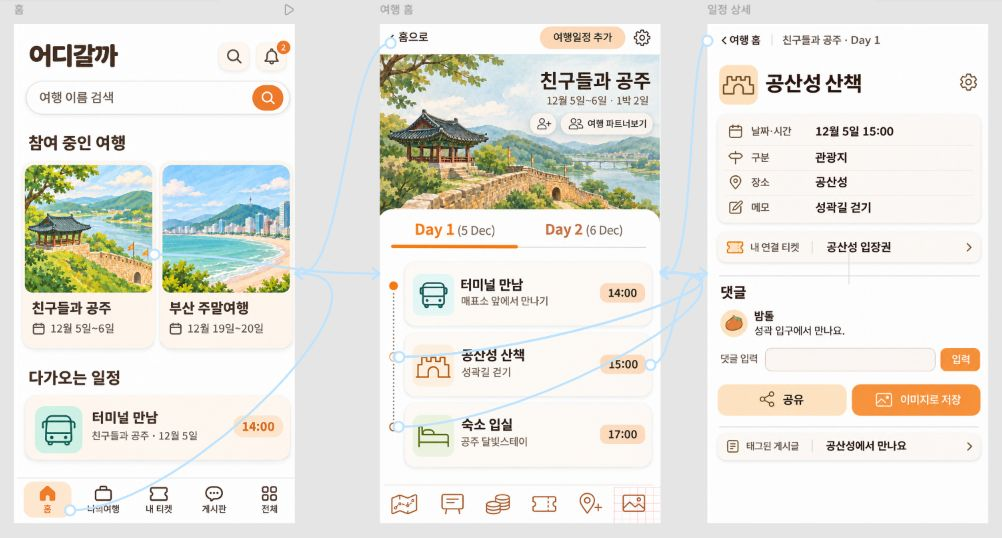 홈
어디갈까
2
여행 이름 검색
참여 중인 여행
친구들과 공주
12월 5일~6일
부산 주말여행
12월 19일~20일
다가오는 일정
터미널 만남
친구들과 공주 · 12월 5일
14:00
홈
나의여행
내 티켓
게시판
전체
여행 홈
홈으로
여행일정 추가
친구들과 공주
12월 5일~6일 · 1박 2일
여행 파트너보기
Day 1 (5 Dec)
Day 2 (6 Dec)
터미널 만남
매표소 앞에서 만나기
14:00
공산성 산책
성곽길 걷기
15:00
숙소 입실
공주 달빛스테이
17:00
일정 상세
여행 홈
친구들과 공주 · Day 1
공산성 산책
날짜·시간 12월 5일 15:00
구분 관광지
장소 공산성
메모 성곽길 걷기
내 연결 티켓 공산성 입장권
댓글
밤톨
성곽 입구에서 만나요.
댓글 입력
입력
공유
이미지로 저장
태그된 게시글 공산성에서 만나요